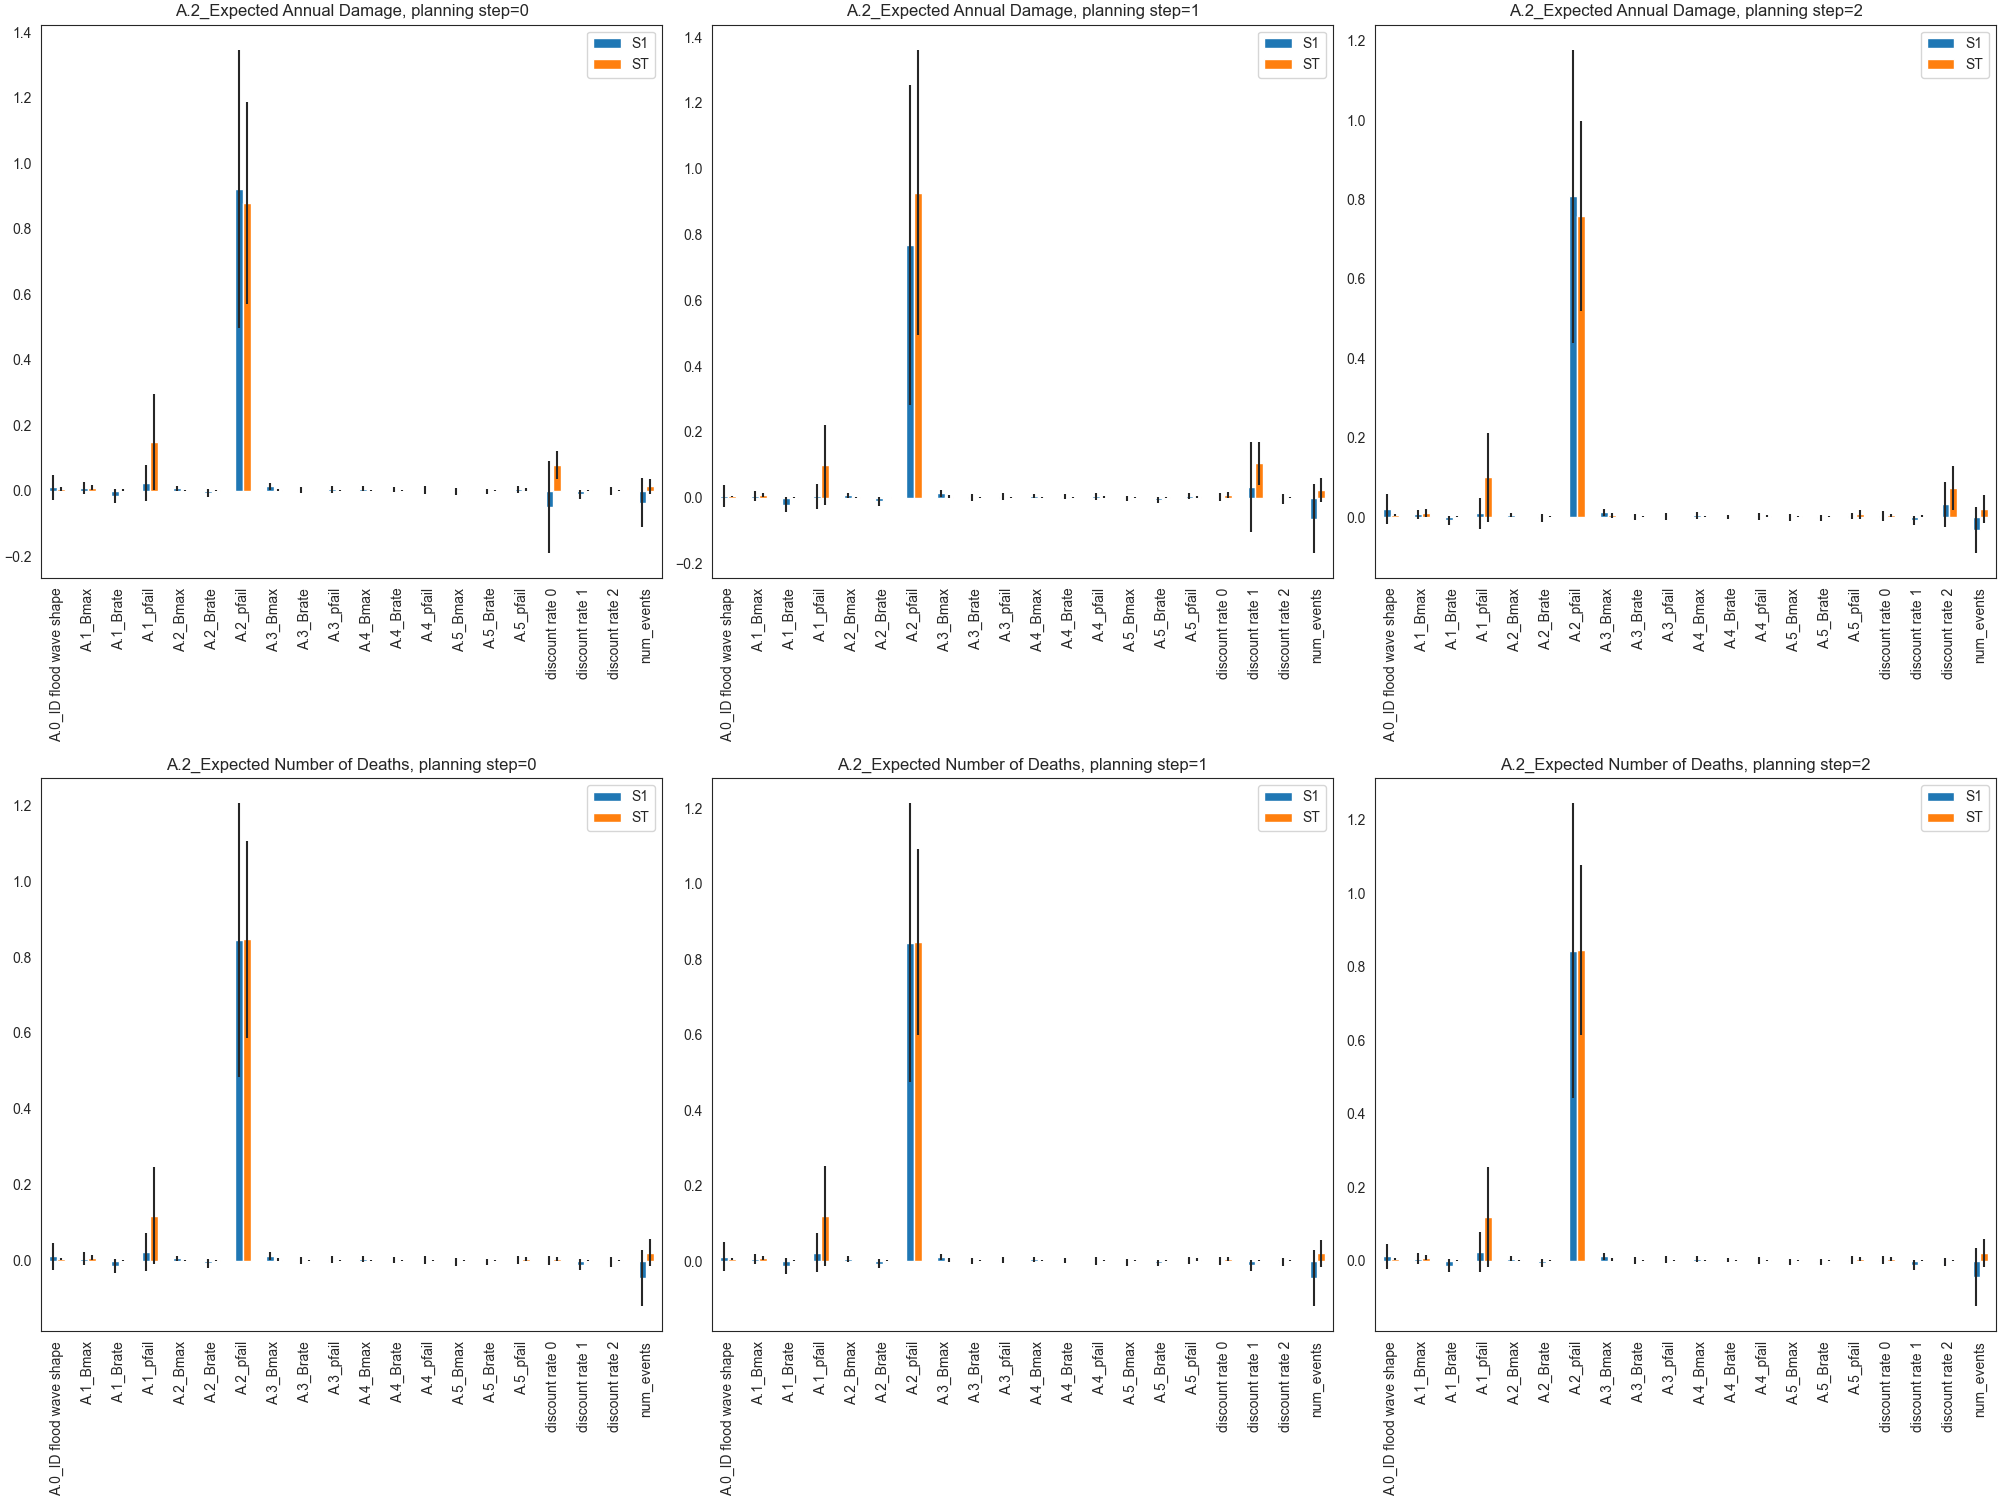 A.2_Expected Annual Damage, planning step=0
1.4
1.2
1.0
0.8
0.6
0.4
0.2
0.0
−0.2
S1
ST
A.0_ID flood wave shape
A.1_Bmax
A.1_Brate
A.1_pfail
A.2_Bmax
A.2_Brate
A.2_pfail
A.3_Bmax
A.3_Brate
A.3_pfail
A.4_Bmax
A.4_Brate
A.4_pfail
A.5_Bmax
A.5_Brate
A.5_pfail
discount rate 0
discount rate 1
discount rate 2
num_events
A.2_Expected Annual Damage, planning step=1
1.4
1.2
1.0
0.8
0.6
0.4
0.2
0.0
−0.2
S1
ST
A.0_ID flood wave shape
A.1_Bmax
A.1_Brate
A.1_pfail
A.2_Bmax
A.2_Brate
A.2_pfail
A.3_Bmax
A.3_Brate
A.3_pfail
A.4_Bmax
A.4_Brate
A.4_pfail
A.5_Bmax
A.5_Brate
A.5_pfail
discount rate 0
discount rate 1
discount rate 2
num_events
A.2_Expected Annual Damage, planning step=2
1.2
1.0
0.8
0.6
0.4
0.2
0.0
S1
ST
A.0_ID flood wave shape
A.1_Bmax
A.1_Brate
A.1_pfail
A.2_Bmax
A.2_Brate
A.2_pfail
A.3_Bmax
A.3_Brate
A.3_pfail
A.4_Bmax
A.4_Brate
A.4_pfail
A.5_Bmax
A.5_Brate
A.5_pfail
discount rate 0
discount rate 1
discount rate 2
num_events
A.2_Expected Number of Deaths, planning step=0
1.2
1.0
0.8
0.6
0.4
0.2
0.0
S1
ST
A.0_ID flood wave shape
A.1_Bmax
A.1_Brate
A.1_pfail
A.2_Bmax
A.2_Brate
A.2_pfail
A.3_Bmax
A.3_Brate
A.3_pfail
A.4_Bmax
A.4_Brate
A.4_pfail
A.5_Bmax
A.5_Brate
A.5_pfail
discount rate 0
discount rate 1
discount rate 2
num_events
A.2_Expected Number of Deaths, planning step=1
1.2
1.0
0.8
0.6
0.4
0.2
0.0
S1
ST
A.0_ID flood wave shape
A.1_Bmax
A.1_Brate
A.1_pfail
A.2_Bmax
A.2_Brate
A.2_pfail
A.3_Bmax
A.3_Brate
A.3_pfail
A.4_Bmax
A.4_Brate
A.4_pfail
A.5_Bmax
A.5_Brate
A.5_pfail
discount rate 0
discount rate 1
discount rate 2
num_events
A.2_Expected Number of Deaths, planning step=2
1.2
1.0
0.8
0.6
0.4
0.2
0.0
S1
ST
A.0_ID flood wave shape
A.1_Bmax
A.1_Brate
A.1_pfail
A.2_Bmax
A.2_Brate
A.2_pfail
A.3_Bmax
A.3_Brate
A.3_pfail
A.4_Bmax
A.4_Brate
A.4_pfail
A.5_Bmax
A.5_Brate
A.5_pfail
discount rate 0
discount rate 1
discount rate 2
num_events